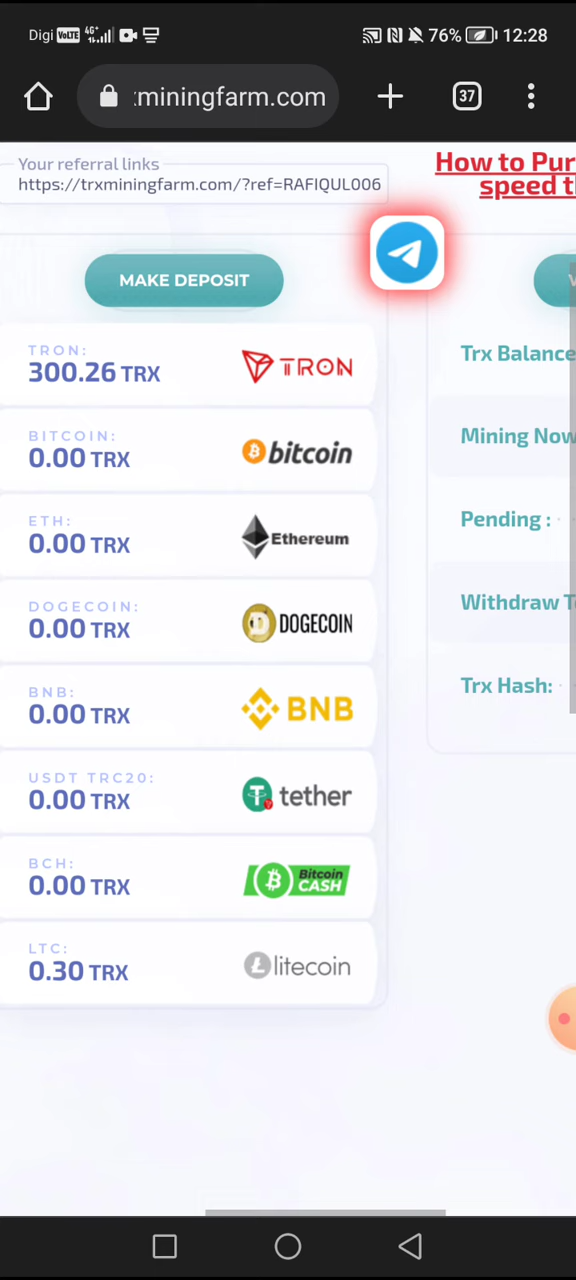 Digi VoLTE 4G+ 76% 12:28
:miningfarm.com 37
Your referral links
https://trxminingfarm.com/?ref=RAFIQUL006
How to Pur
speed t
MAKE DEPOSIT
TRON:
300.26 TRX
TRON
BITCOIN:
0.00 TRX
bitcoin
ETH:
0.00 TRX
Ethereum
DOGECOIN:
0.00 TRX
DOGECOIN
BNB:
0.00 TRX
BNB
USDT TRC20:
0.00 TRX
tether
BCH:
0.00 TRX
Bitcoin
CASH
LTC:
0.30 TRX
litecoin
Trx Balance
Mining Now
Pending :
Withdraw T
Trx Hash: